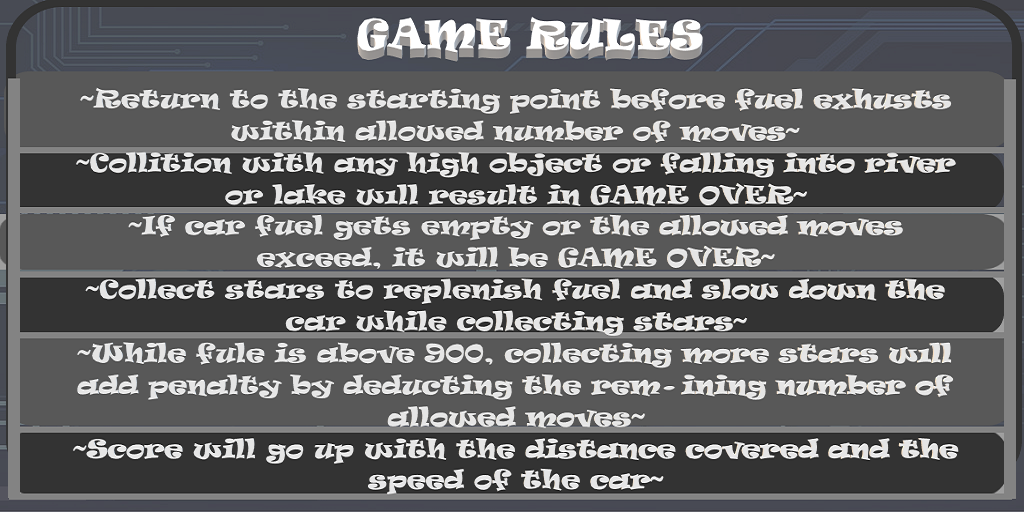 GAME RULES
~Return to the starting point before fuel exhusts
within allowed number of moves~
~Collition with any high object or falling into river
or lake will result in GAME OVER~
~If car fuel gets empty or the allowed moves
exceed, it will be GAME OVER~
~Collect stars to replenish fuel and slow down the
car while collecting stars~
~While fule is above 900, collecting more stars will
add penalty by deducting the rem-ining number of
allowed moves~
~Score will go up with the distance covered and the
speed of the car~